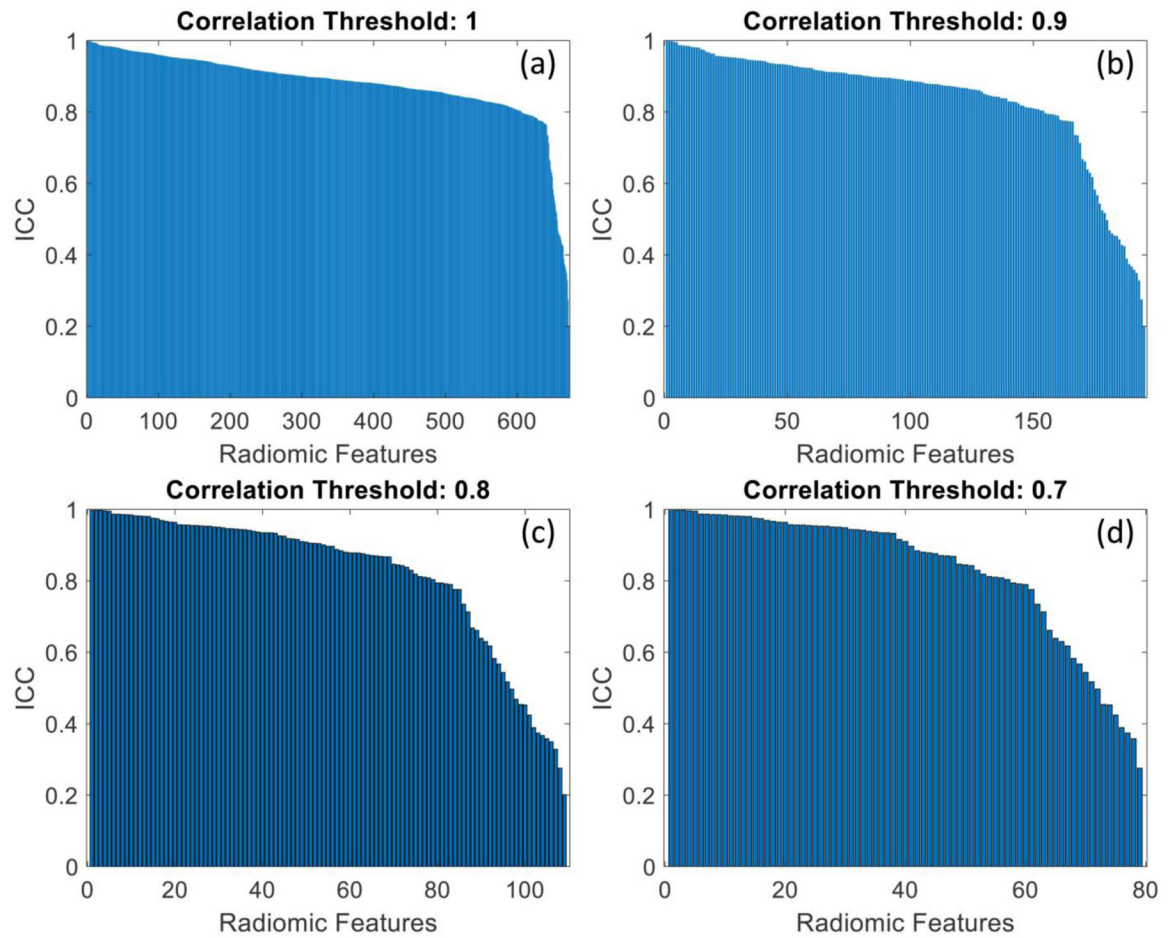 Correlation Threshold: 1
(a)
1
0.8
0.6
0.4
0.2
0
ICC
0 100 200 300 400 500 600
Radiomic Features
Correlation Threshold: 0.9
(b)
1
0.8
0.6
0.4
0.2
0
ICC
0 50 100 150
Radiomic Features
Correlation Threshold: 0.8
(c)
1
0.8
0.6
0.4
0.2
0
ICC
0 20 40 60 80 100
Radiomic Features
Correlation Threshold: 0.7
(d)
1
0.8
0.6
0.4
0.2
0
ICC
0 20 40 60 80
Radiomic Features